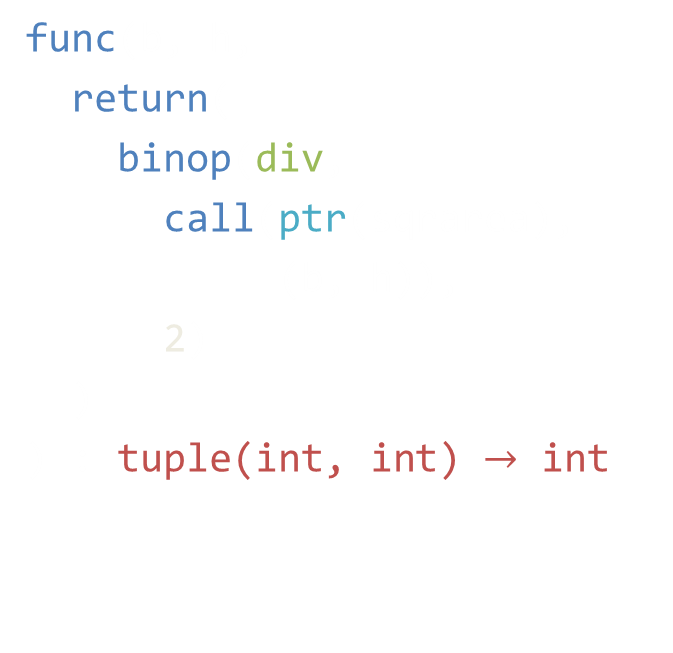 func
return
binop div
call ptr
2
tuple(int, int) → int